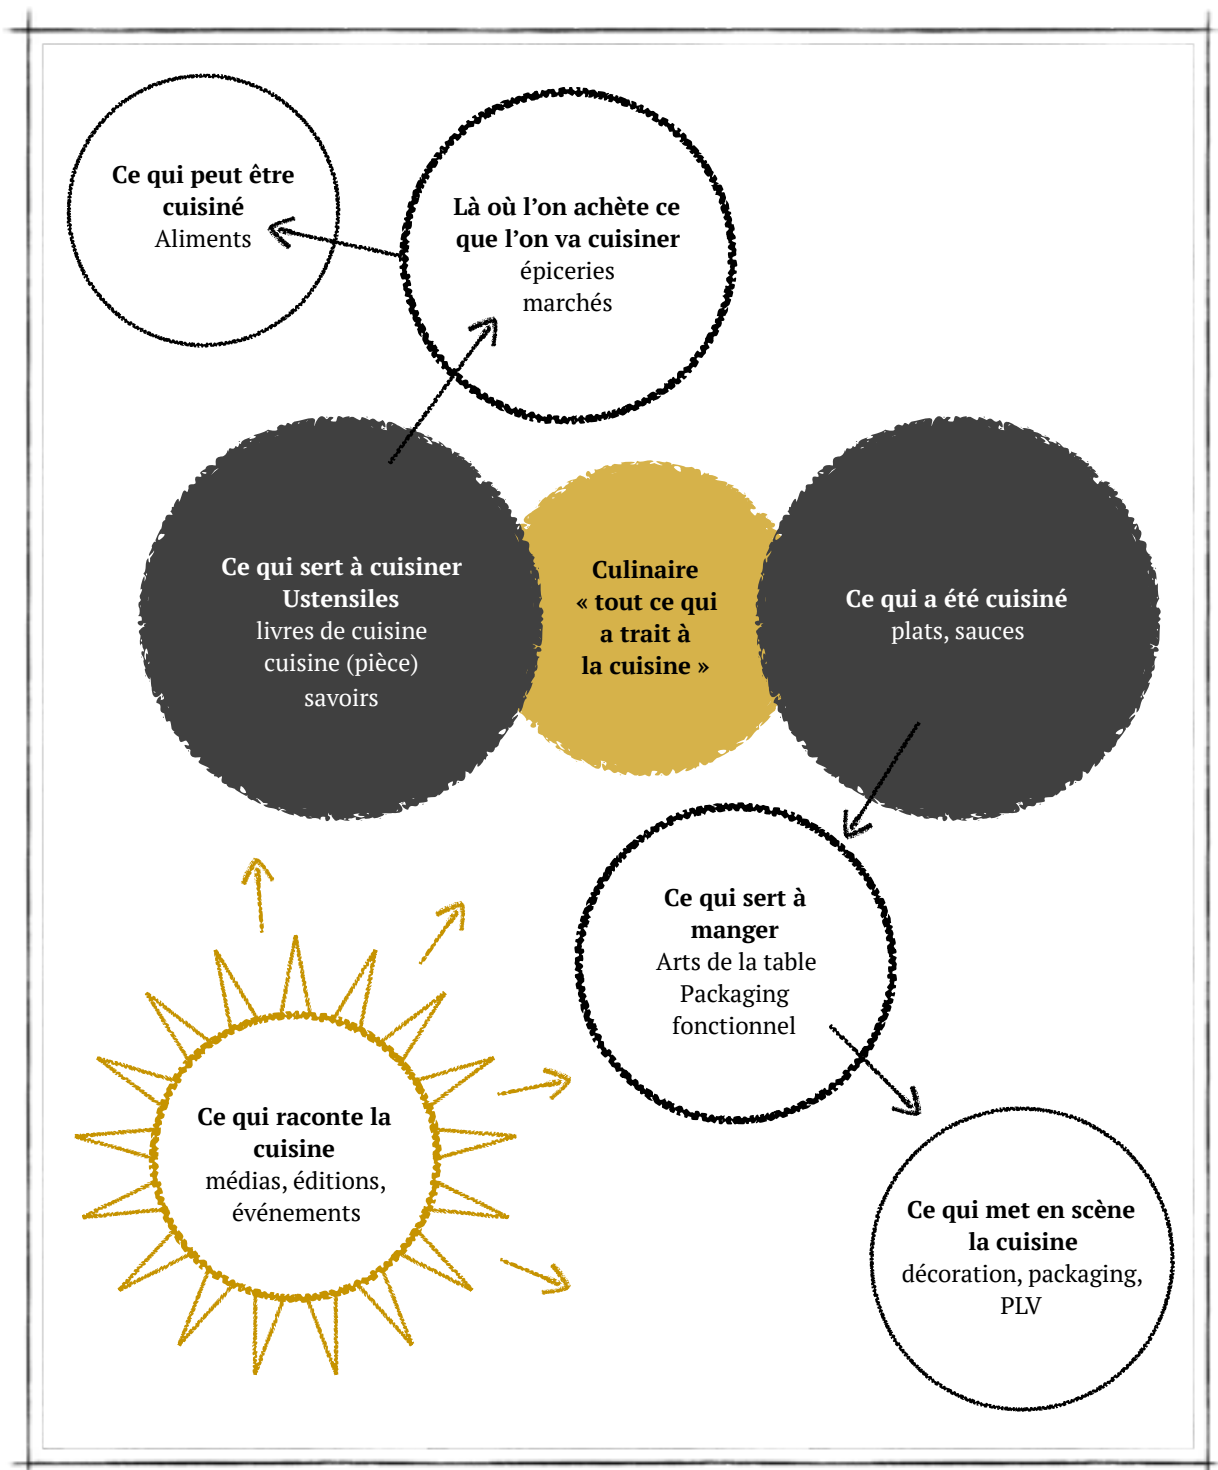 Ce qui peut être
cuisiné
Aliments
Là où l’on achète ce
que l’on va cuisiner
épiceries
marchés
Ce qui sert à cuisiner
Ustensiles
livres de cuisine
cuisine (pièce)
savoirs
Culinaire
« tout ce qui
a trait à
la cuisine »
Ce qui a été cuisiné
plats, sauces
Ce qui sert à
manger
Arts de la table
Packaging
fonctionnel
Ce qui raconte la
cuisine
médias, éditions,
événements
Ce qui met en scène
la cuisine
décoration, packaging,
PLV